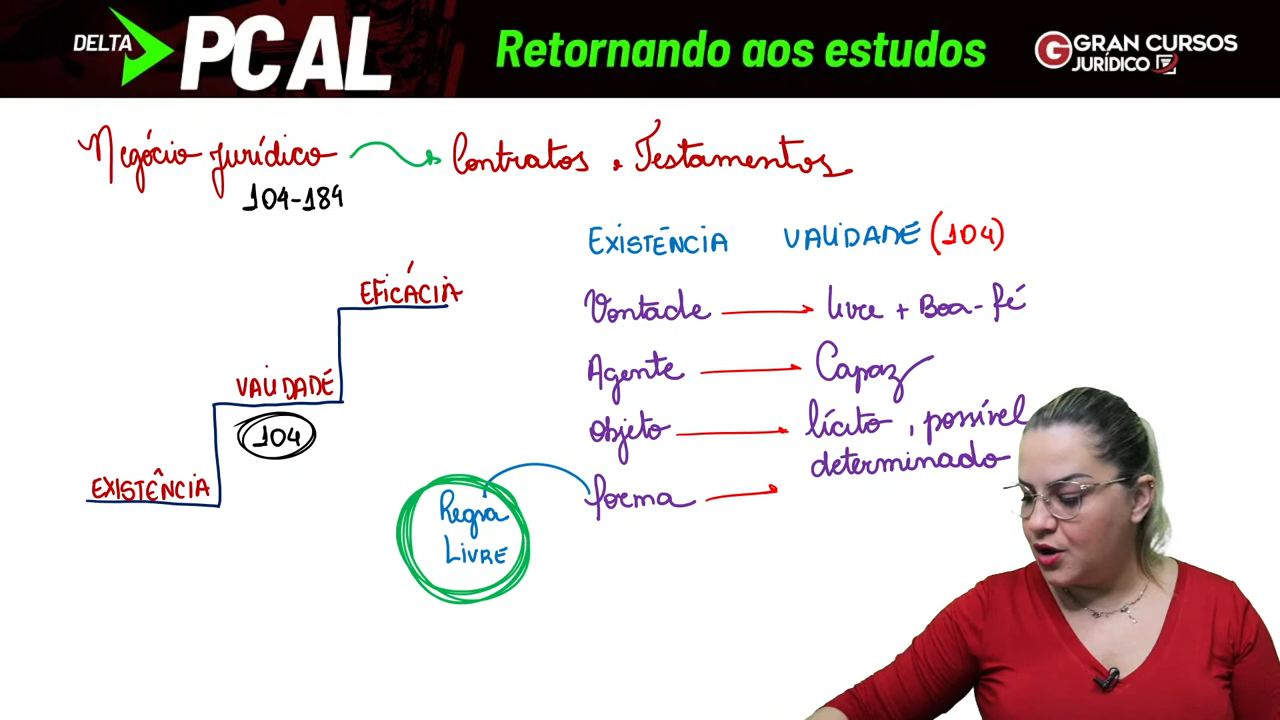 DELTA PC AL
Retornando aos estudos
GRAN CURSOS
JURÍDICO
Negócio jurídico
Contratos
Testamentos
104-184
EXISTÊNCIA
VALIDADE (104)
EFICÁCIA
Vontade
livre + Boa-fé
Agente
Capaz
VALIDADE
104
Objeto
lícito, possível
determinado
EXISTÊNCIA
forma
Regra
LIVRE